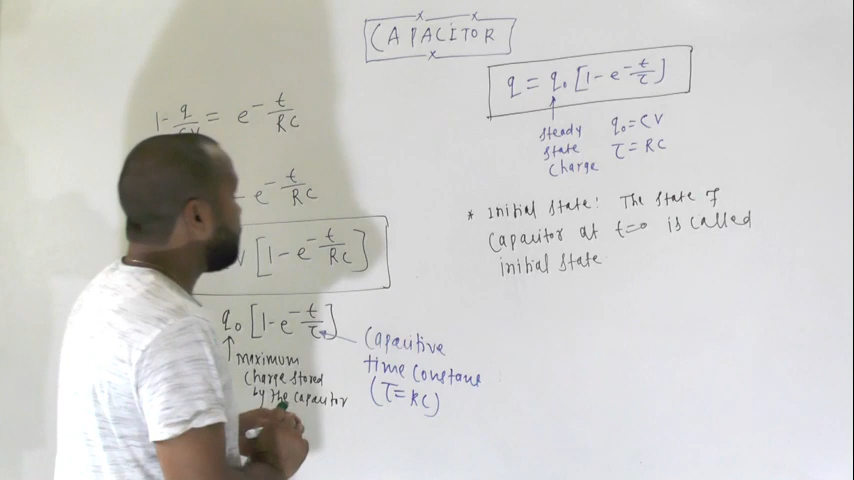 CAPACITOR
1 - q/CV = e^-t/RC
- e^-t/RC
[1 - e^-t/RC]
q₀ [1 - e^-t/τ]
maximum
charge stored
by the capacitor
Capacitive
time constant
(τ = RC)
q = q₀ [1 - e^-t/τ]
steady
state
charge
q₀ = CV
τ = RC
* Initial state: The state of
capacitor at t=0 is called
initial state